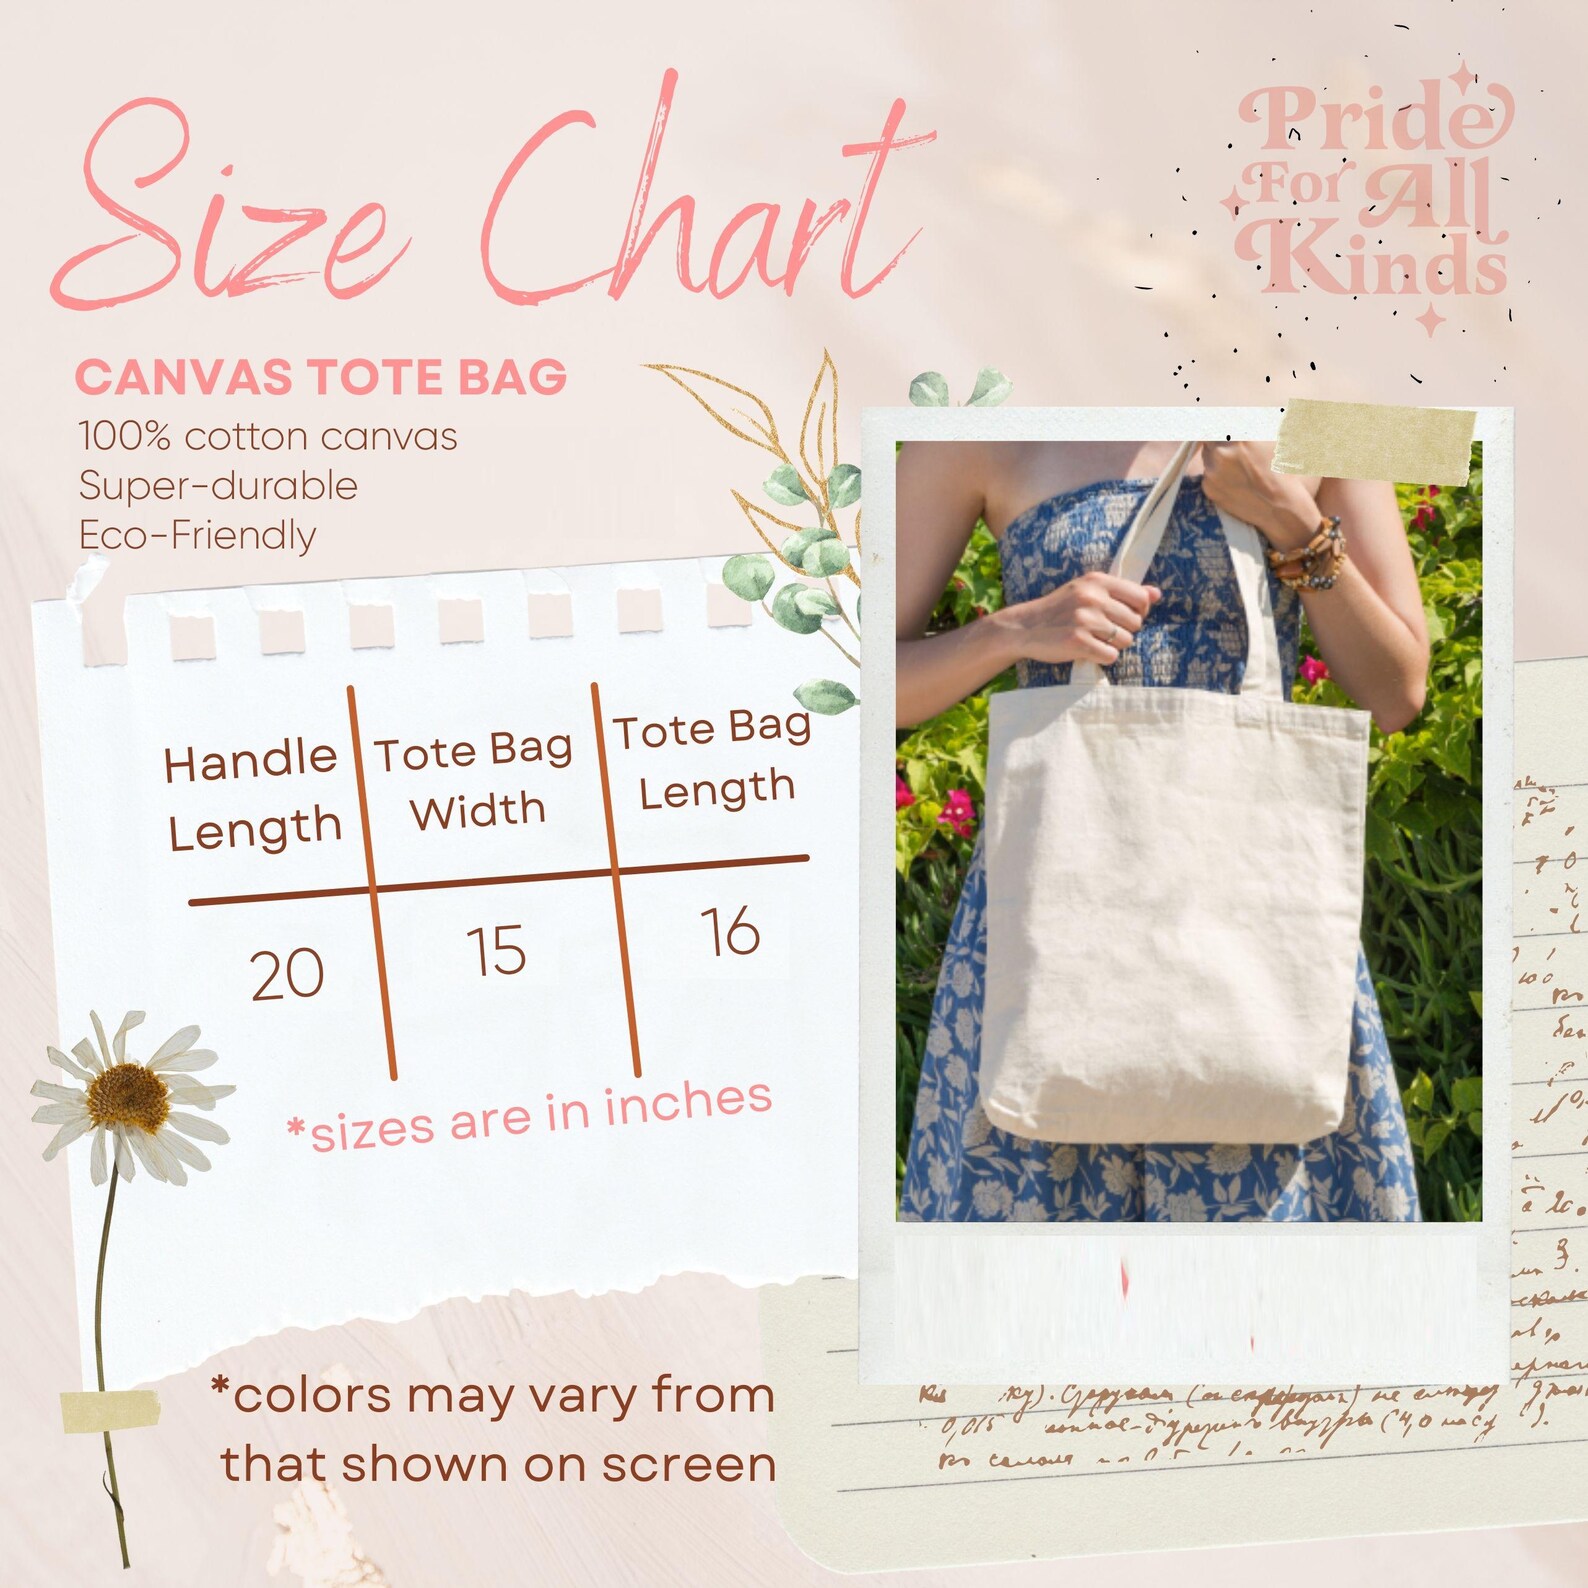 Size Chart
Pride
For All
Kinds
CANVAS TOTE BAG
100% cotton canvas
Super-durable
Eco-Friendly
Handle Length
Tote Bag Width
Tote Bag Length
20
15
16
*sizes are in inches
*colors may vary from
that shown on screen
0,015